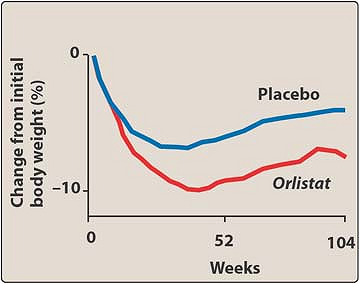 Change from initial
body weight (%)
0
–10
Placebo
Orlistat
0
52
104
Weeks